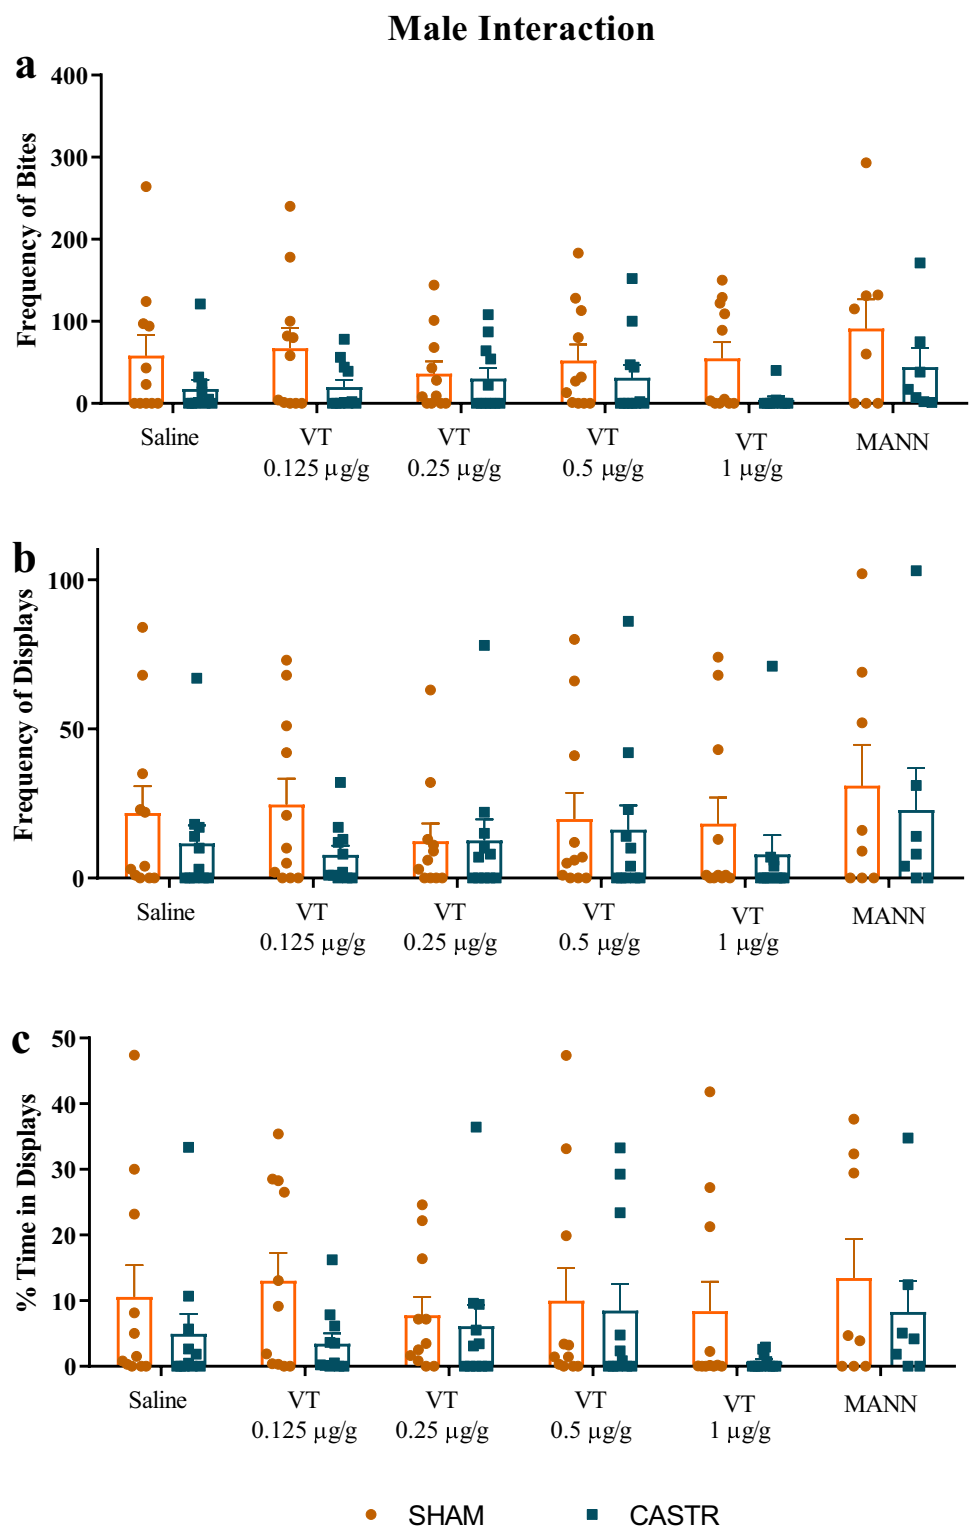 Male Interaction
a
Frequency of Bites
400
300
200
100
0
Saline
VT
0.125 µg/g
VT
0.25 µg/g
VT
0.5 µg/g
VT
1 µg/g
MANN
b
Frequency of Displays
100
50
0
Saline
VT
0.125 µg/g
VT
0.25 µg/g
VT
0.5 µg/g
VT
1 µg/g
MANN
c
% Time in Displays
50
40
30
20
10
0
Saline
VT
0.125 µg/g
VT
0.25 µg/g
VT
0.5 µg/g
VT
1 µg/g
MANN
SHAM
CASTR